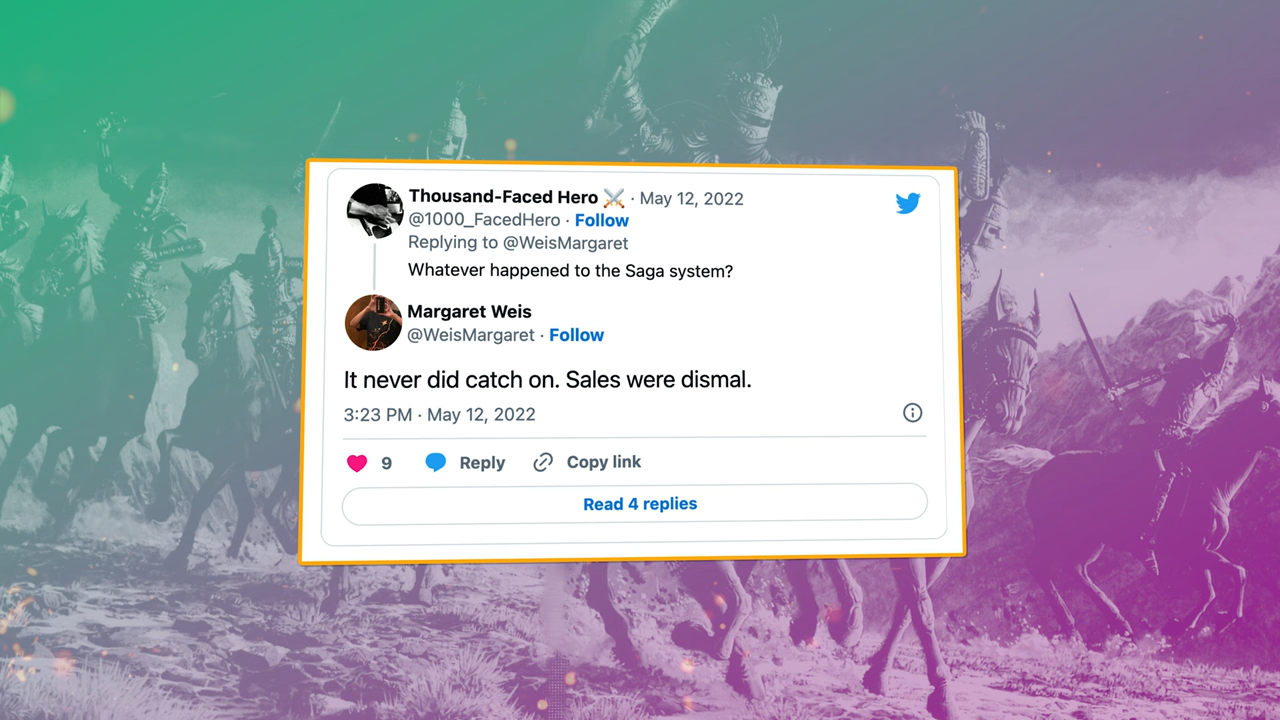 Thousand-Faced Hero ⚔️ · May 12, 2022
@1000_FacedHero · Follow
Replying to @WeisMargaret
Whatever happened to the Saga system?
Margaret Weis
@WeisMargaret · Follow
It never did catch on. Sales were dismal.
3:23 PM · May 12, 2022
9 Reply Copy link
Read 4 replies